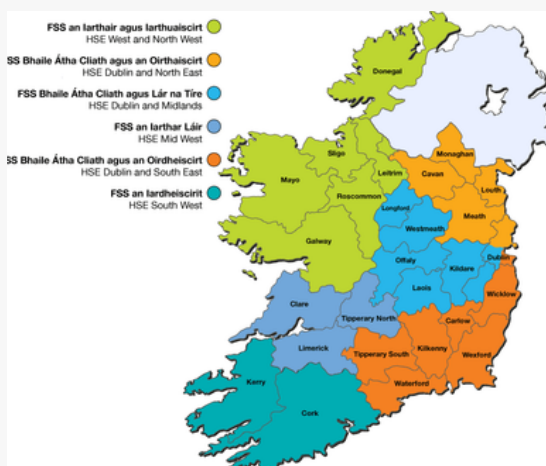 FSS an Iarthair agus Iarthuaiscirt
HSE West and North West
SS Bhaile Átha Cliath agus an Oirthaiscirt
HSE Dublin and North East
SS Bhaile Átha Cliath agus Lár na Tíre
HSE Dublin and Midlands
FSS an Iarthar Láir
HSE Mid West
SS Bhaile Átha Cliath agus an Oirdheiscirt
HSE Dublin and South East
FSS an Iardheiscirit
HSE South West
Donegal
Sligo
Leitrim
Monaghan
Cavan
Louth
Mayo
Roscommon
Longford
Meath
Westmeath
Galway
Offaly
Dublin
Kildare
Laois
Wicklow
Clare
Tipperary North
Carlow
Limerick
Tipperary South
Kilkenny
Wexford
Kerry
Waterford
Cork